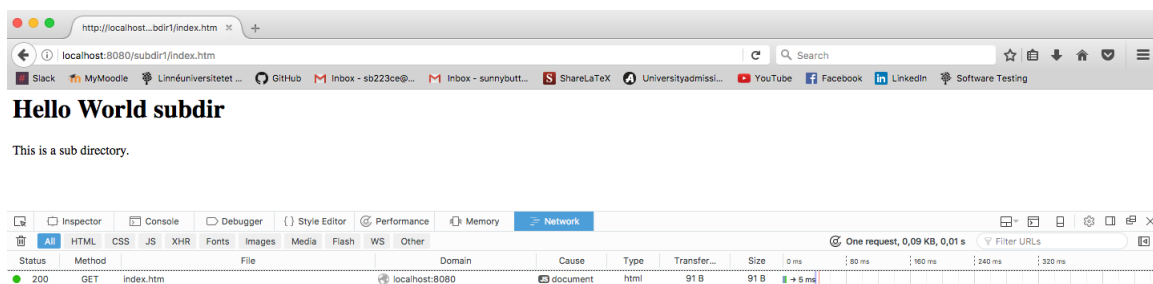 http://localhost...bdir1/index.htm × +
localhost:8080/subdir1/index.htm Search
Slack MyMoodle Linnéuniversitetet ... GitHub Inbox - sb223ce@... Inbox - sunnybutt... ShareLaTeX Universityadmissi... YouTube Facebook LinkedIn Software Testing
Hello World subdir
This is a sub directory.
Inspector Console Debugger { } Style Editor Performance Memory Network
All HTML CSS JS XHR Fonts Images Media Flash WS Other One request, 0,09 KB, 0,01 s Filter URLs
Status Method File Domain Cause Type Transfer... Size 0 ms 80 ms 160 ms 240 ms 320 ms
200 GET index.htm localhost:8080 JS document html 91 B 91 B → 5 ms